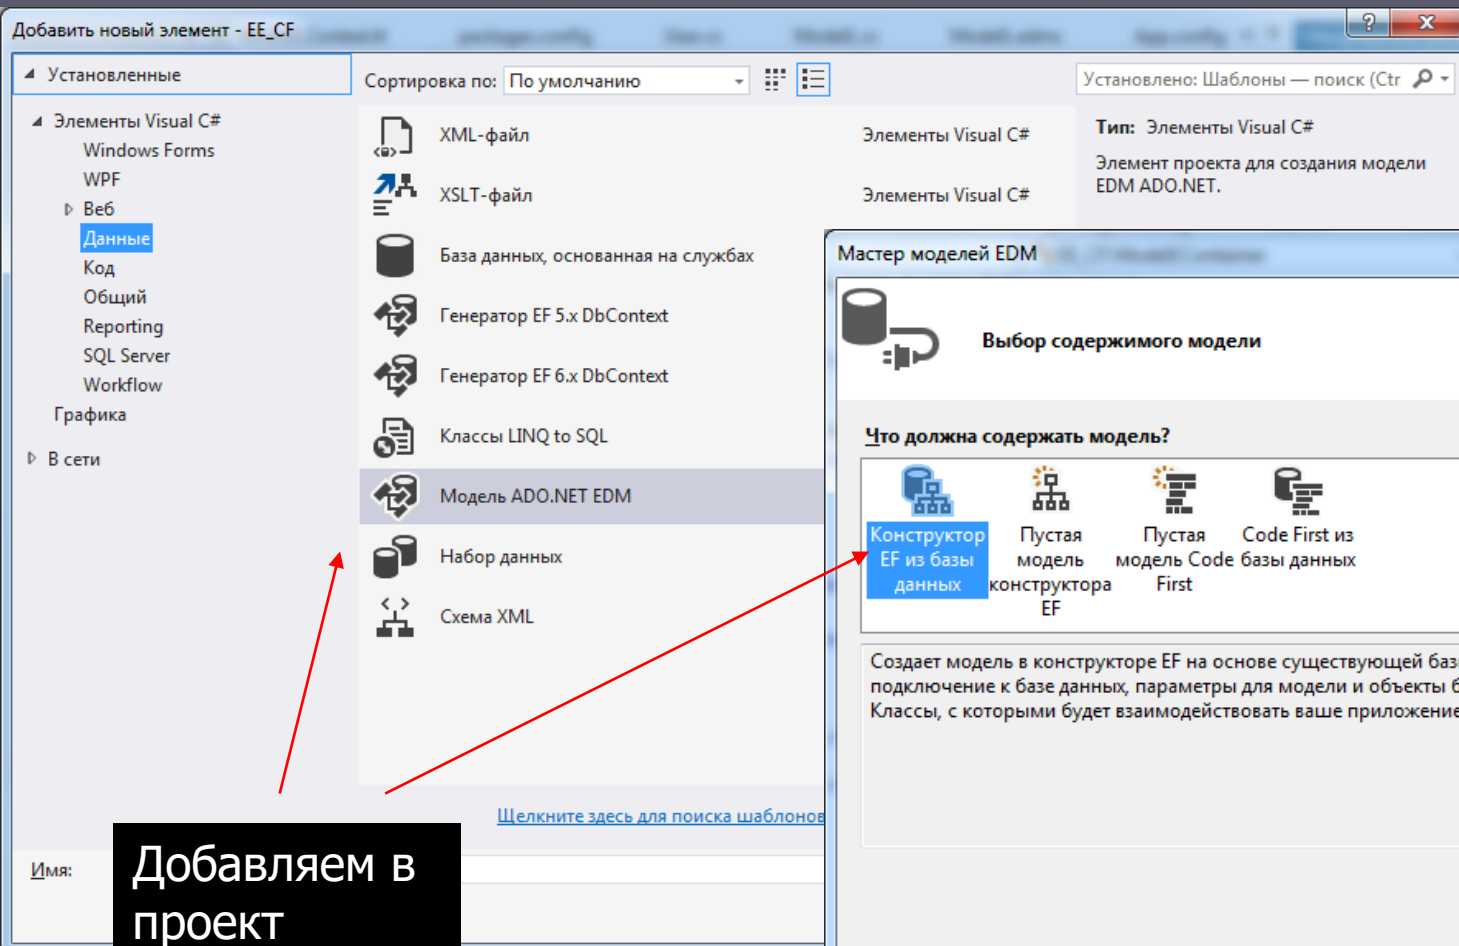 Добавить новый элемент - EE_CF
Установленные
Элементы Visual C#
Windows Forms
WPF
Веб
Данные
Код
Общий
Reporting
SQL Server
Workflow
Графика
В сети
Сортировка по: По умолчанию
XML-файл Элементы Visual C#
XSLT-файл Элементы Visual C#
База данных, основанная на службах
Генератор EF 5.x DbContext
Генератор EF 6.x DbContext
Классы LINQ to SQL
Модель ADO.NET EDM
Набор данных
Схема XML
Щелкните здесь для поиска шаблонов
Установлено: Шаблоны — поиск (Ctr
Тип: Элементы Visual C#
Элемент проекта для создания модели
EDM ADO.NET.
Мастер моделей EDM
Выбор содержимого модели
Что должна содержать модель?
Конструктор
EF из базы
данных
Пустая
модель
конструктора
EF
Пустая
модель Code
First
Code First из
базы данных
Создает модель в конструкторе EF на основе существующей баз
подключение к базе данных, параметры для модели и объекты б
Классы, с которыми будет взаимодействовать ваше приложение
Имя:
Добавляем в
проект